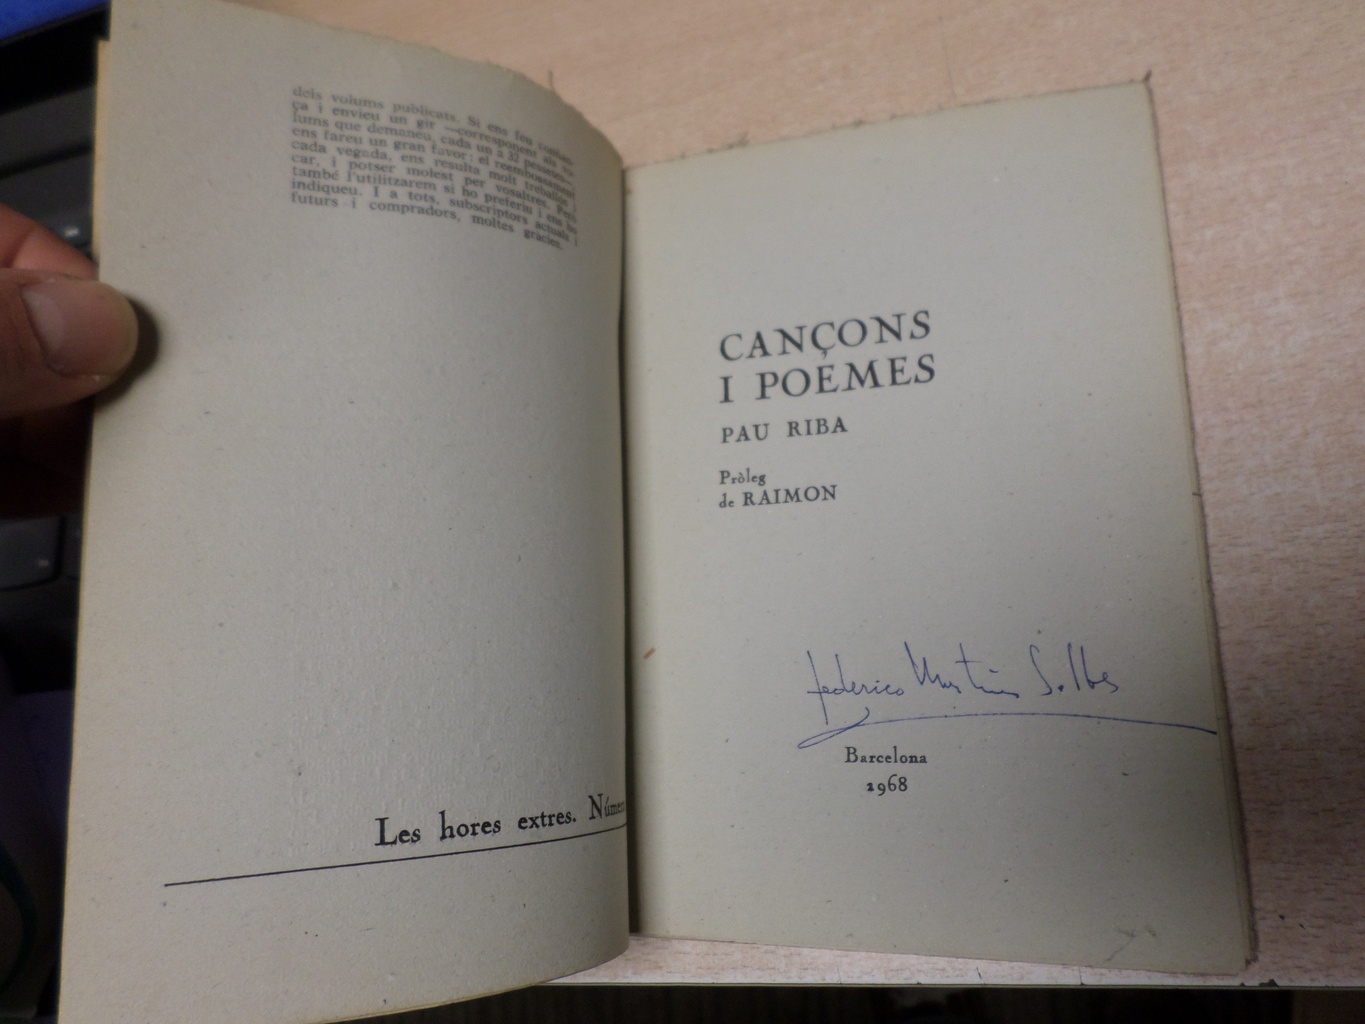 dels volums publicats. Si ens feu confian-
ça i envieu un gir —corresponent als vo-
lums que demaneu, cada un a 32 pessetes—
ens fareu un gran favor: el reembossament
cada vegada, ens resulta molt treballós i
car, i potser molest per vosaltres. Però
també l'utilitzarem si ho preferiu i ens ho
indiqueu. I a tots, subscriptors actuals i
futurs i compradors, moltes gràcies.
Les hores extres. Número
CANÇONS
I POEMES
PAU RIBA
Pròleg
de RAIMON
Federico Martín
Barcelona
1968